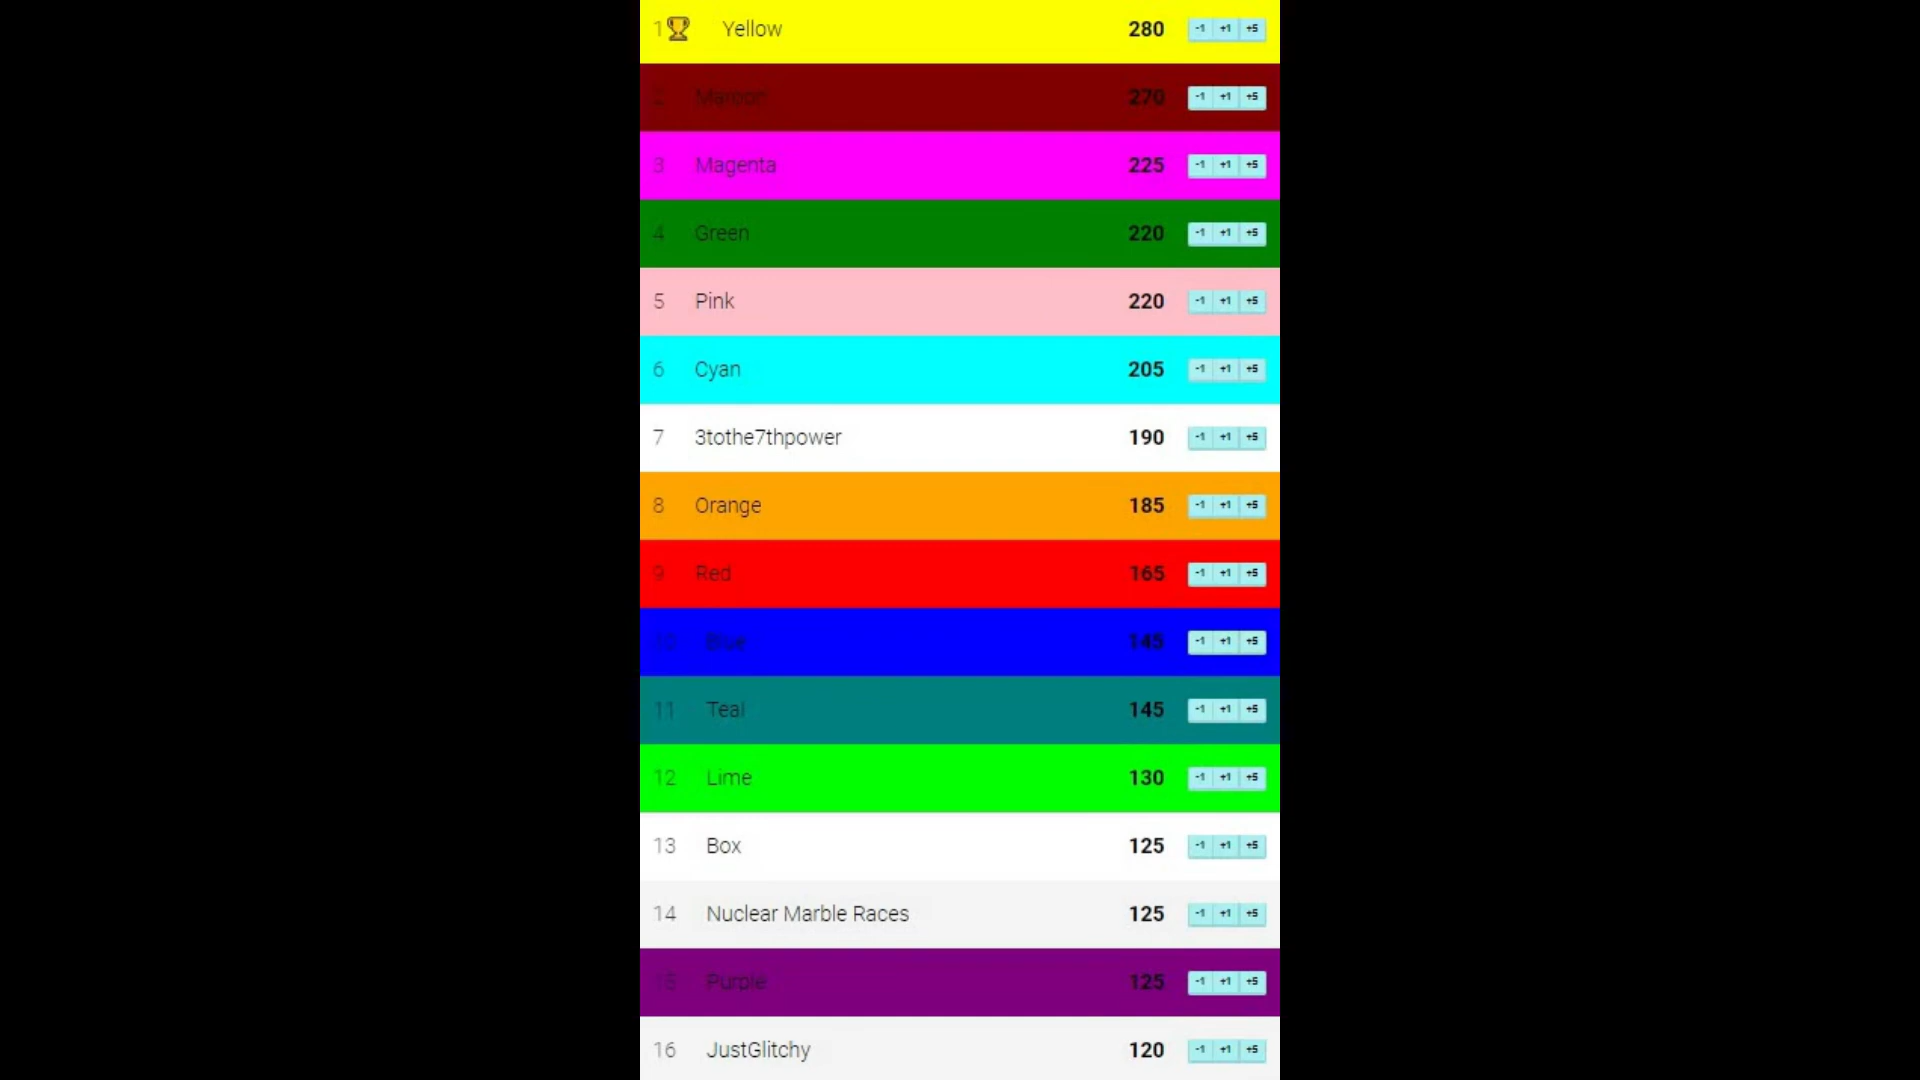 1 Yellow 280 -1 +1 +5
2 Maroon 270 -1 +1 +5
3 Magenta 225 -1 +1 +5
4 Green 220 -1 +1 +5
5 Pink 220 -1 +1 +5
6 Cyan 205 -1 +1 +5
7 3tothe7thpower 190 -1 +1 +5
8 Orange 185 -1 +1 +5
9 Red 165 -1 +1 +5
10 Blue 145 -1 +1 +5
11 Teal 145 -1 +1 +5
12 Lime 130 -1 +1 +5
13 Box 125 -1 +1 +5
14 Nuclear Marble Races 125 -1 +1 +5
15 Purple 125 -1 +1 +5
16 JustGlitchy 120 -1 +1 +5